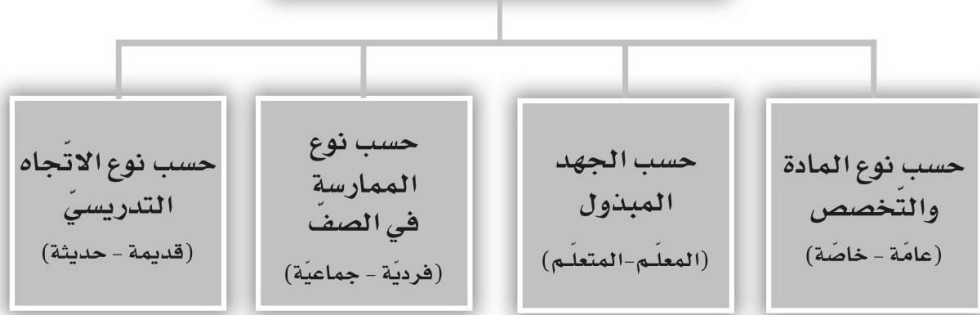 حسب نوع المادة
والتّخصص
(عامّة - خاصّة)
حسب الجهد
المبذول
(المعلّم-المتعلّم)
حسب نوع
الممارسة
في الصفّ
(فرديّة - جماعيّة)
حسب نوع الاتّجاه
التدريسيّ
(قديمة - حديثة)